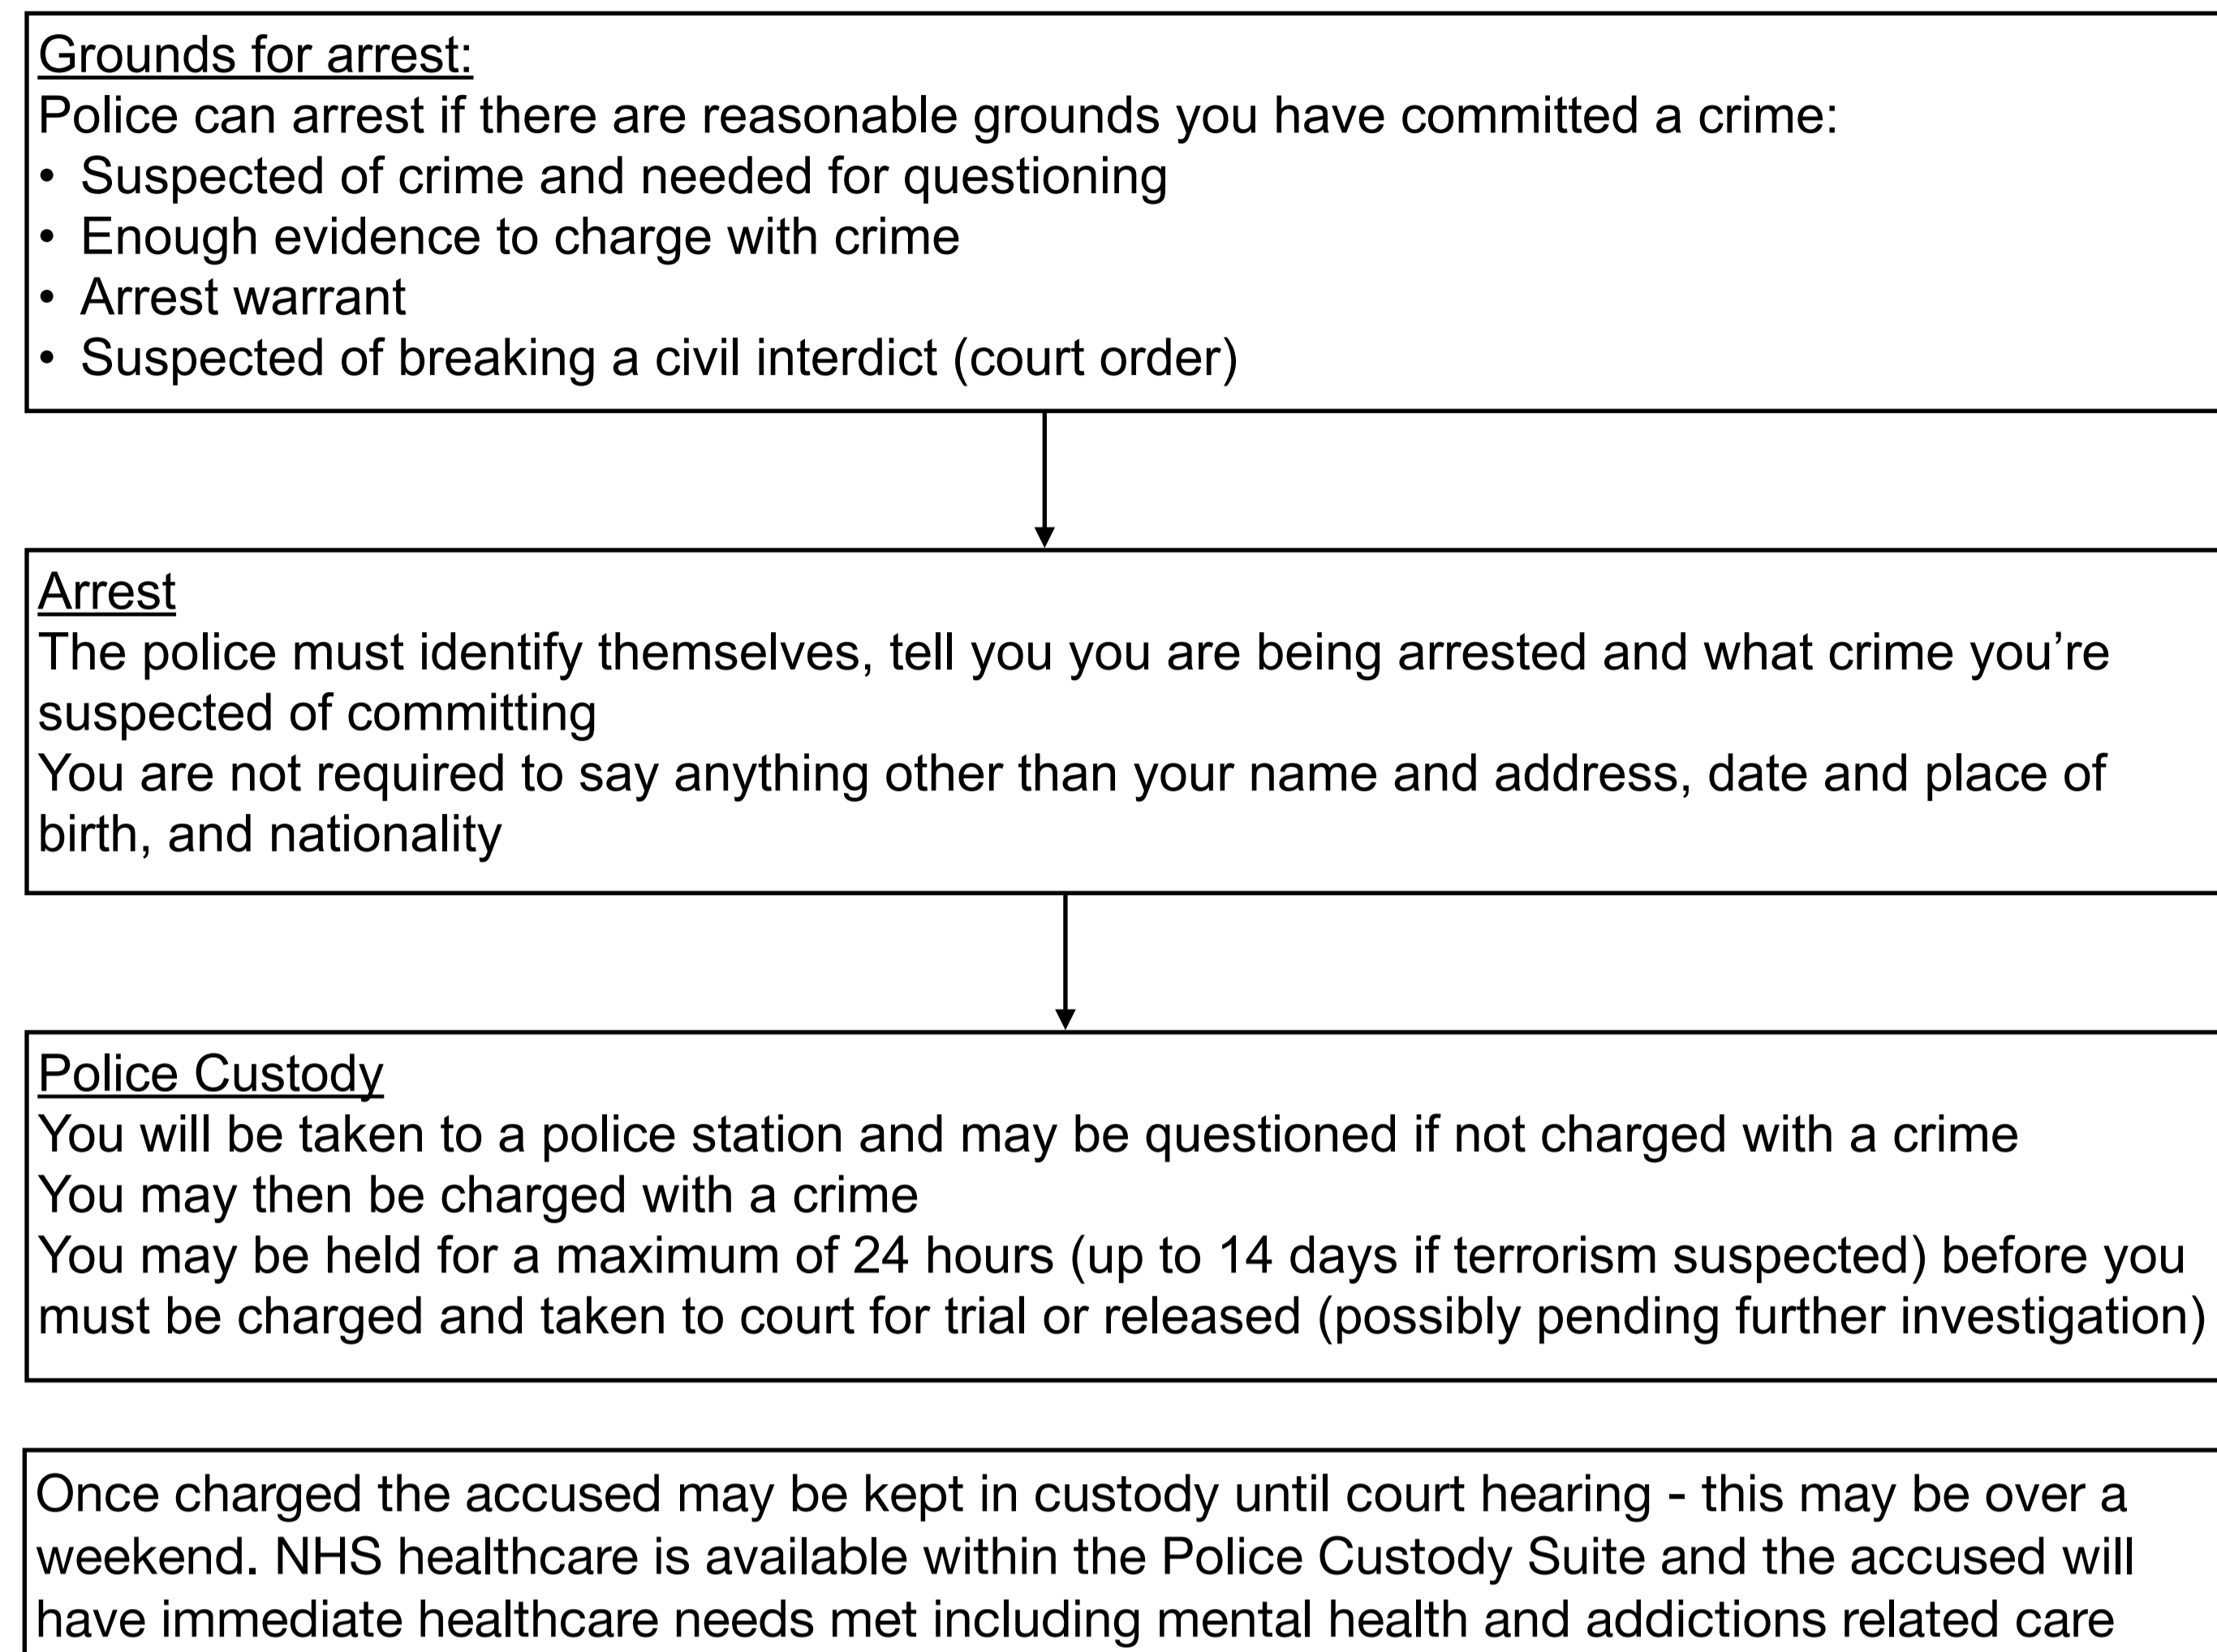 Grounds for arrest:
Police can arrest if there are reasonable grounds you have committed a crime:
• Suspected of crime and needed for questioning
• Enough evidence to charge with crime
• Arrest warrant
• Suspected of breaking a civil interdict (court order)
Arrest
The police must identify themselves, tell you you are being arrested and what crime you’re
suspected of committing
You are not required to say anything other than your name and address, date and place of
birth, and nationality
Police Custody
You will be taken to a police station and may be questioned if not charged with a crime
You may then be charged with a crime
You may be held for a maximum of 24 hours (up to 14 days if terrorism suspected) before you
must be charged and taken to court for trial or released (possibly pending further investigation)
Once charged the accused may be kept in custody until court hearing - this may be over a
weekend. NHS healthcare is available within the Police Custody Suite and the accused will
have immediate healthcare needs met including mental health and addictions related care